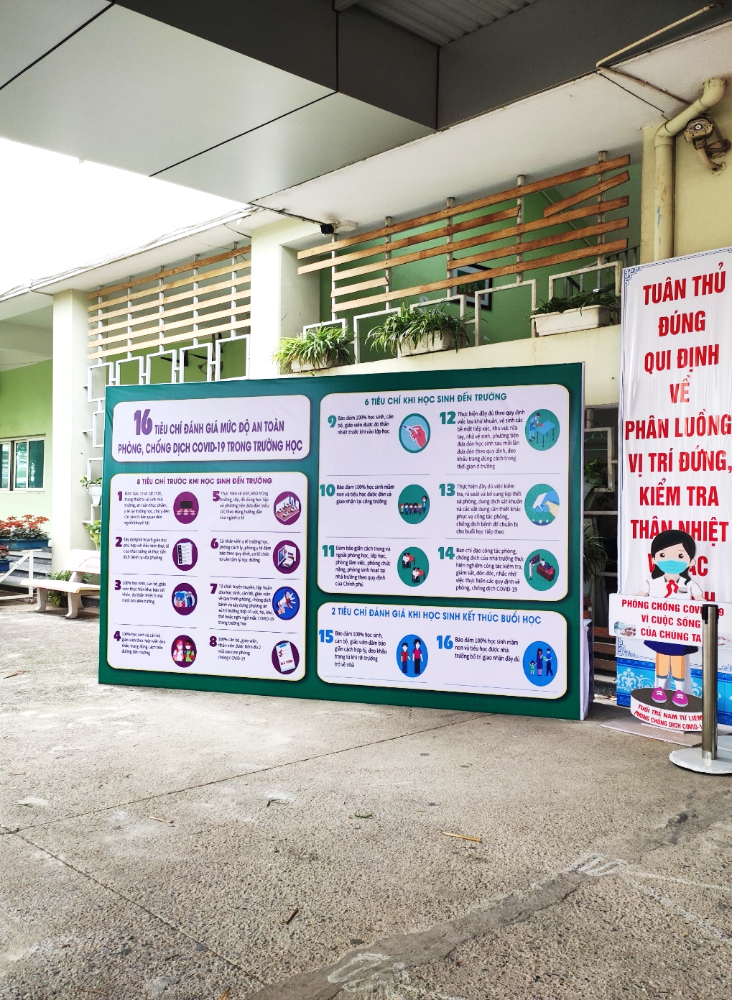 16 TIÊU CHÍ ĐÁNH GIÁ MỨC ĐỘ AN TOÀN
PHÒNG, CHỐNG DỊCH COVID-19 TRONG TRƯỜNG HỌC
8 TIÊU CHÍ TRƯỚC KHI HỌC SINH ĐẾN TRƯỜNG
1 Đảm bảo cơ sở vật chất,
trang thiết bị vệ sinh môi
trường, an toàn thực phẩm,
y tế tại trường học, chú ý đến
các yếu tố liên quan đến
người khuyết tật
2 Xây dựng kế hoạch giáo dục
phù hợp với điều kiện thực tế
của nhà trường và thực tiễn
dịch bệnh tại địa phương
3 100% học sinh, cán bộ, giáo
viên thực hiện khai báo sức
khỏe, đo thân nhiệt ở nhà
trước khi đến trường
4 100% học sinh và cán bộ,
giáo viên thực hiện việc đeo
khẩu trang đúng cách trên
đường đến trường
5 Thực hiện vệ sinh, khử trùng
trường, lớp, đồ dùng học tập
và phương tiện đưa đón (nếu
có) theo đúng hướng dẫn
của ngành y tế
6 Có nhân viên y tế trường học,
phòng y tế, phòng y tế đảm
bảo theo quy định, có tổ chức
tư vấn tâm lý học đường
7 Tổ chức tuyên truyền, tập huấn
cho học sinh, cán bộ, giáo viên
về quy trình phòng, chống dịch
bệnh và xây dựng phương án
xử trí trường hợp có sốt, ho, khó
thở hoặc nghi ngờ mắc COVID-19
trong trường học
8 100% cán bộ, giáo viên,
nhân viên được tiêm đủ 2
mũi vaccine phòng
chống COVID-19
ĐÃ TIÊM
6 TIÊU CHÍ KHI HỌC SINH ĐẾN TRƯỜNG
9 Bảo đảm 100% học sinh, cán
bộ, giáo viên được đo thân
nhiệt trước khi vào lớp học
10 Bảo đảm 100% học sinh mầm
non và tiểu học được đón và
giao nhận tại cổng trường
11 Đảm bảo giãn cách trong và
ngoài phòng học, lớp học,
phòng làm việc, phòng chức
năng, phòng sinh hoạt tại
nhà trường theo quy định
của Chính phủ
12 Thực hiện đầy đủ theo quy định
việc lau khử khuẩn, vệ sinh các
bề mặt tiếp xúc, khu vực rửa
tay, nhà vệ sinh, phương tiện
đưa đón học sinh sau mỗi lần
đưa đón theo quy định, đeo
khẩu trang đúng cách trong
thời gian ở trường
13 Thực hiện đầy đủ việc kiểm
tra, rà soát và bổ sung kịp thời
xà phòng, dung dịch sát khuẩn
và các vật dụng cần thiết khác
phục vụ công tác phòng,
chống dịch bệnh để chuẩn bị
cho buổi học tiếp theo
14 Ban chỉ đạo công tác phòng,
chống dịch của nhà trường thực
hiện nghiêm công tác kiểm tra,
giám sát, đôn đốc, nhắc nhở
việc thực hiện các quy định về
phòng, chống dịch COVID-19
2 TIÊU CHÍ ĐÁNH GIÁ KHI HỌC SINH KẾT THÚC BUỔI HỌC
15 Bảo đảm 100% học sinh,
cán bộ, giáo viên đảm bảo
giãn cách hợp lý, đeo khẩu
trang từ khi rời trường
trở về nhà
16 Bảo đảm 100% học sinh mầm
non và tiểu học được nhà
trường bố trí giao nhận đầy đủ
TUÂN THỦ
ĐÚNG
QUI ĐỊNH
VỀ
PHÂN LUỒNG
VỊ TRÍ ĐỨNG,
KIỂM TRA
THÂN NHIỆT
PHÒNG CHỐNG COVI 9
VÌ CUỘC SỐNG
CỦA CHÚNG TA
TUỔI TRẺ NAM TỪ LIÊM
PHÒNG CHỐNG DỊCH COVID-1